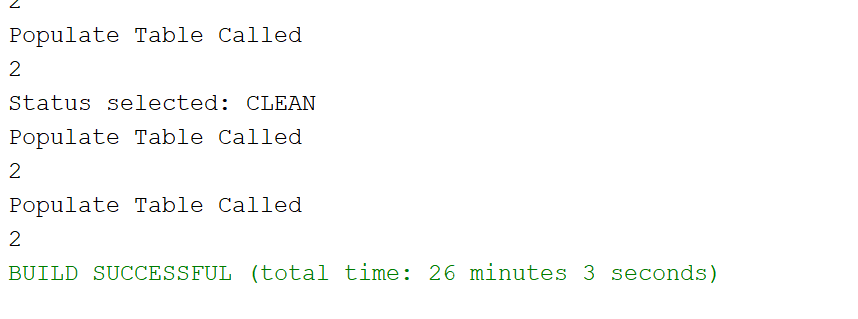 2
Populate Table Called
2
Status selected: CLEAN
Populate Table Called
2
Populate Table Called
2
BUILD SUCCESSFUL (total time: 26 minutes 3 seconds)